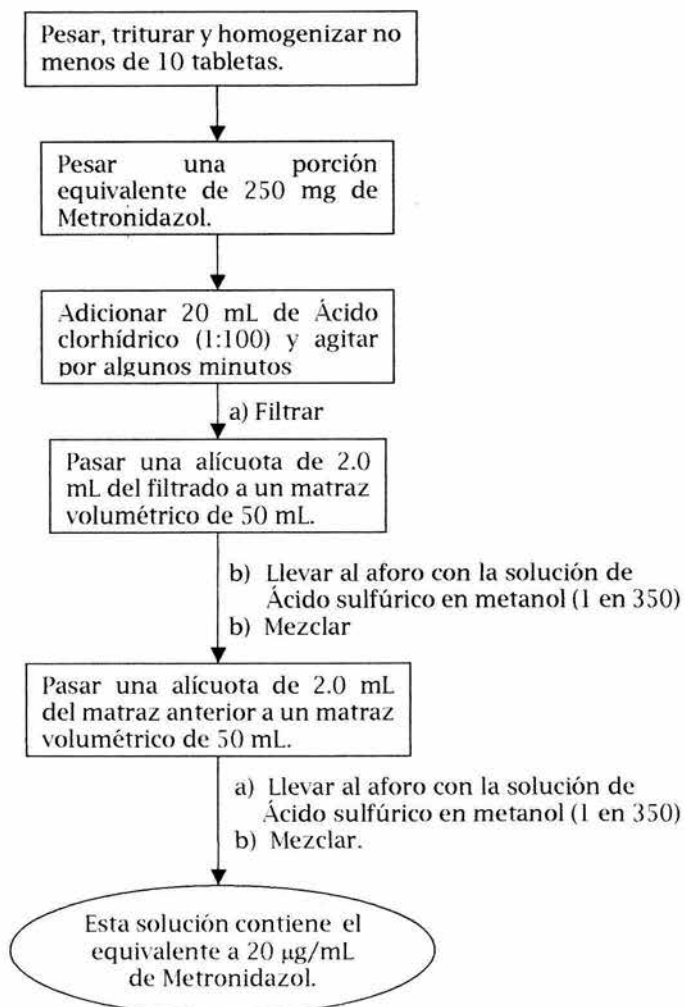 Pesar, triturar y homogenizar no
menos de 10 tabletas.
Pesar una porción
equivalente de 250 mg de
Metronidazol.
Adicionar 20 mL de Ácido
clorhídrico (1:100) y agitar
por algunos minutos
a) Filtrar
Pasar una alícuota de 2.0
mL del filtrado a un matraz
volumétrico de 50 mL.
b) Llevar al aforo con la solución de
Ácido sulfúrico en metanol (1 en 350)
b) Mezclar
Pasar una alícuota de 2.0 mL
del matraz anterior a un matraz
volumétrico de 50 mL.
a) Llevar al aforo con la solución de
Ácido sulfúrico en metanol (1 en 350)
b) Mezclar.
Esta solución contiene el
equivalente a 20 µg/mL
de Metronidazol.